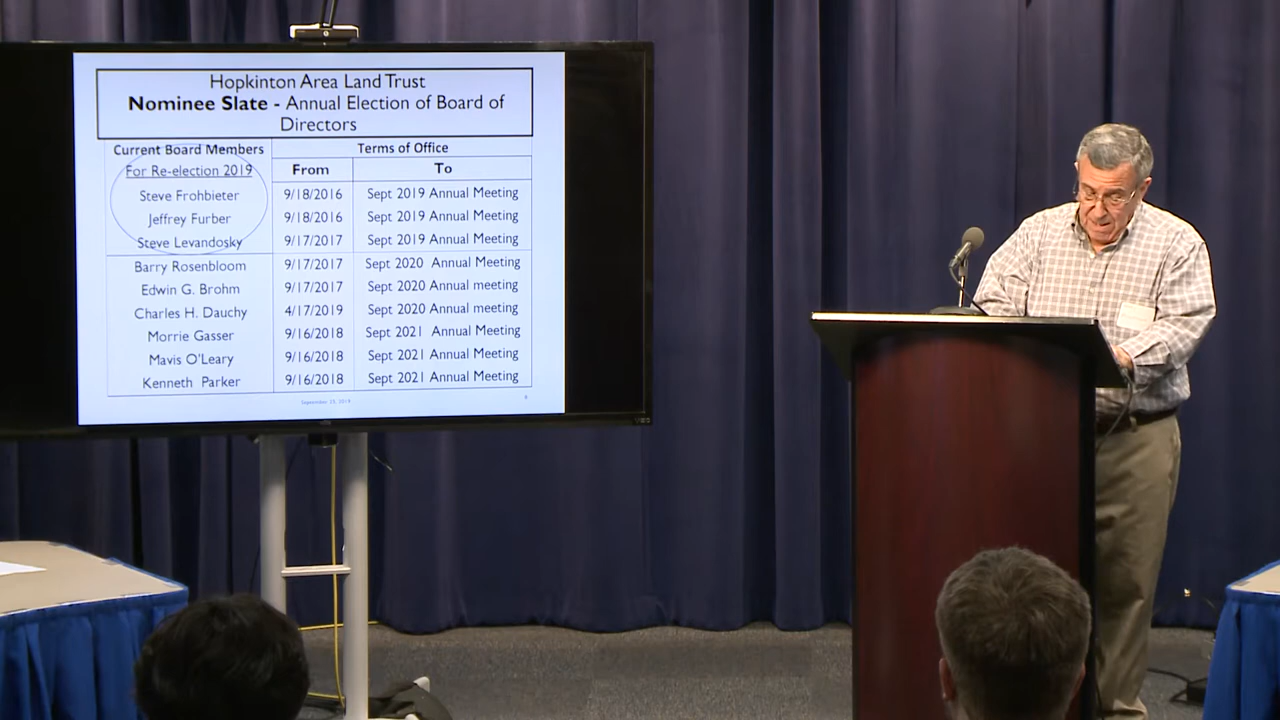 Hopkinton Area Land Trust
Nominee Slate - Annual Election of Board of
Directors
Current Board Members Terms of Office
For Re-election 2019 From To
Steve Frohbieter 9/18/2016 Sept 2019 Annual Meeting
Jeffrey Furber 9/18/2016 Sept 2019 Annual Meeting
Steve Levandosky 9/17/2017 Sept 2019 Annual Meeting
Barry Rosenbloom 9/17/2017 Sept 2020 Annual Meeting
Edwin G. Brohm 9/17/2017 Sept 2020 Annual meeting
Charles H. Dauchy 4/17/2019 Sept 2020 Annual meeting
Morrie Gasser 9/16/2018 Sept 2021 Annual Meeting
Mavis O'Leary 9/16/2018 Sept 2021 Annual Meeting
Kenneth Parker 9/16/2018 Sept 2021 Annual Meeting